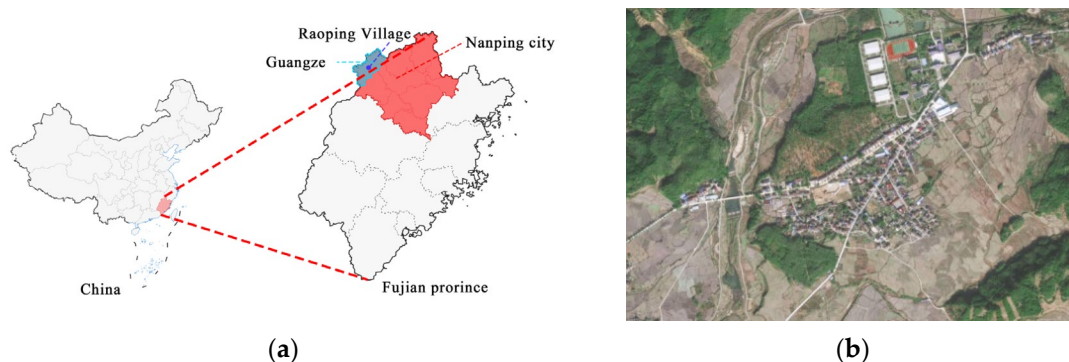 Raoping Village
Guangze
Nanping city
China
Fujian prorince
(a)
(b)